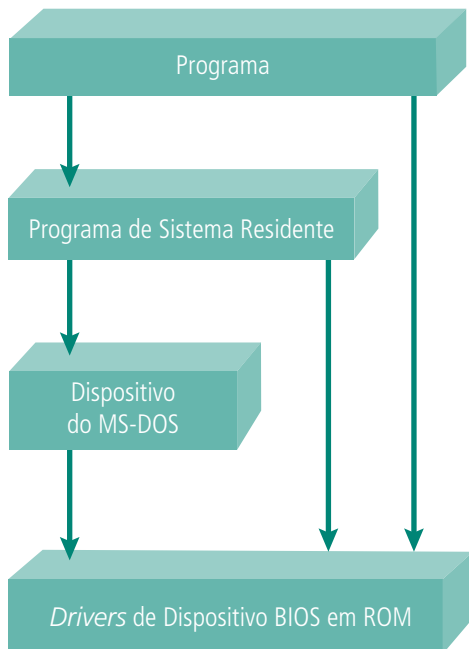 Programa
Programa de Sistema Residente
Dispositivo
do MS-DOS
Drivers de Dispositivo BIOS em ROM